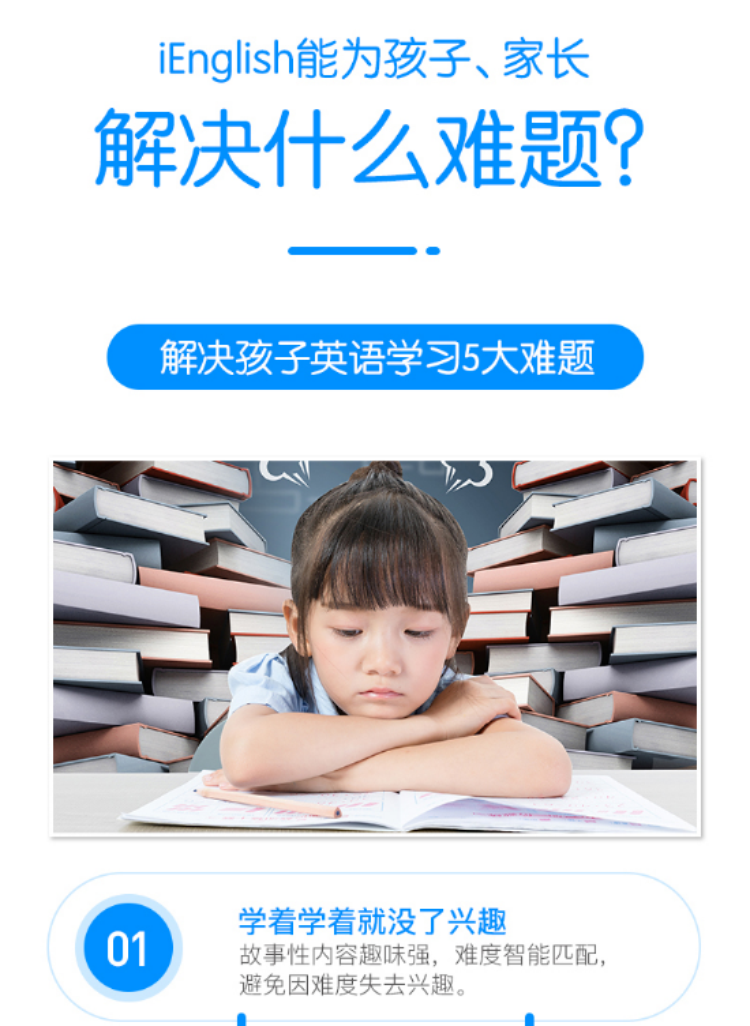 iEnglish能为孩子、家长
解决什么难题?
解决孩子英语学习5大难题
01
学着学着就没了兴趣
故事性内容趣味强，难度智能匹配，
避免因难度失去兴趣。